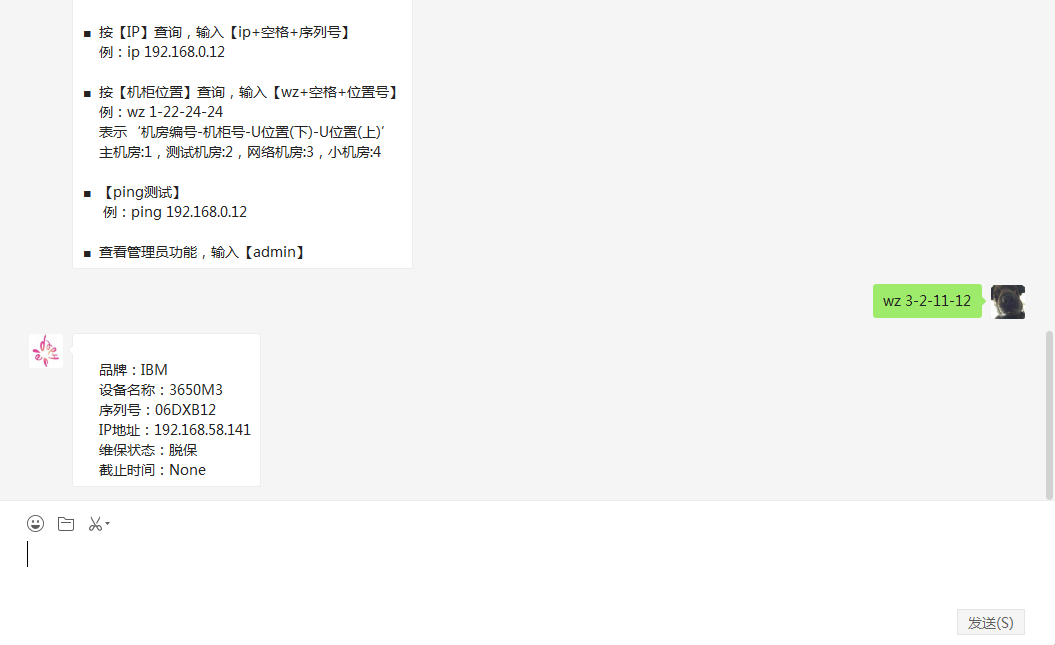 ▪ 按【IP】查询，输入【ip+空格+序列号】
例：ip 192.168.0.12
▪ 按【机柜位置】查询，输入【wz+空格+位置号】
例：wz 1-22-24-24
表示‘机房编号-机柜号-U位置(下)-U位置(上)’
主机房:1，测试机房:2，网络机房:3，小机房:4
▪ 【ping测试】
例：ping 192.168.0.12
▪ 查看管理员功能，输入【admin】
wz 3-2-11-12
品牌：IBM
设备名称：3650M3
序列号：06DXB12
IP地址：192.168.58.141
维保状态：脱保
截止时间：None
发送(S)